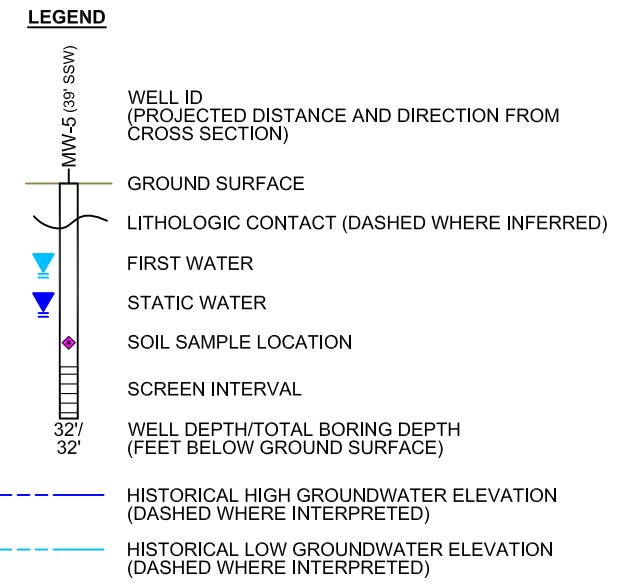 LEGEND
MW-5 (39' SSW)
WELL ID
(PROJECTED DISTANCE AND DIRECTION FROM
CROSS SECTION)
GROUND SURFACE
LITHOLOGIC CONTACT (DASHED WHERE INFERRED)
FIRST WATER
STATIC WATER
SOIL SAMPLE LOCATION
SCREEN INTERVAL
32'/
32'
WELL DEPTH/TOTAL BORING DEPTH
(FEET BELOW GROUND SURFACE)
HISTORICAL HIGH GROUNDWATER ELEVATION
(DASHED WHERE INTERPRETED)
HISTORICAL LOW GROUNDWATER ELEVATION
(DASHED WHERE INTERPRETED)